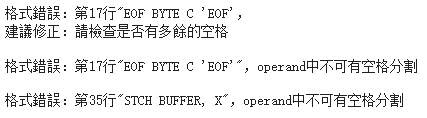 格式錯誤：第17行"EOF BYTE C 'EOF'，
建議修正：請檢查是否有多餘的空格
格式錯誤：第17行"EOF BYTE C 'EOF'"，operand中不可有空格分割
格式錯誤：第35行"STCH BUFFER, X"，operand中不可有空格分割